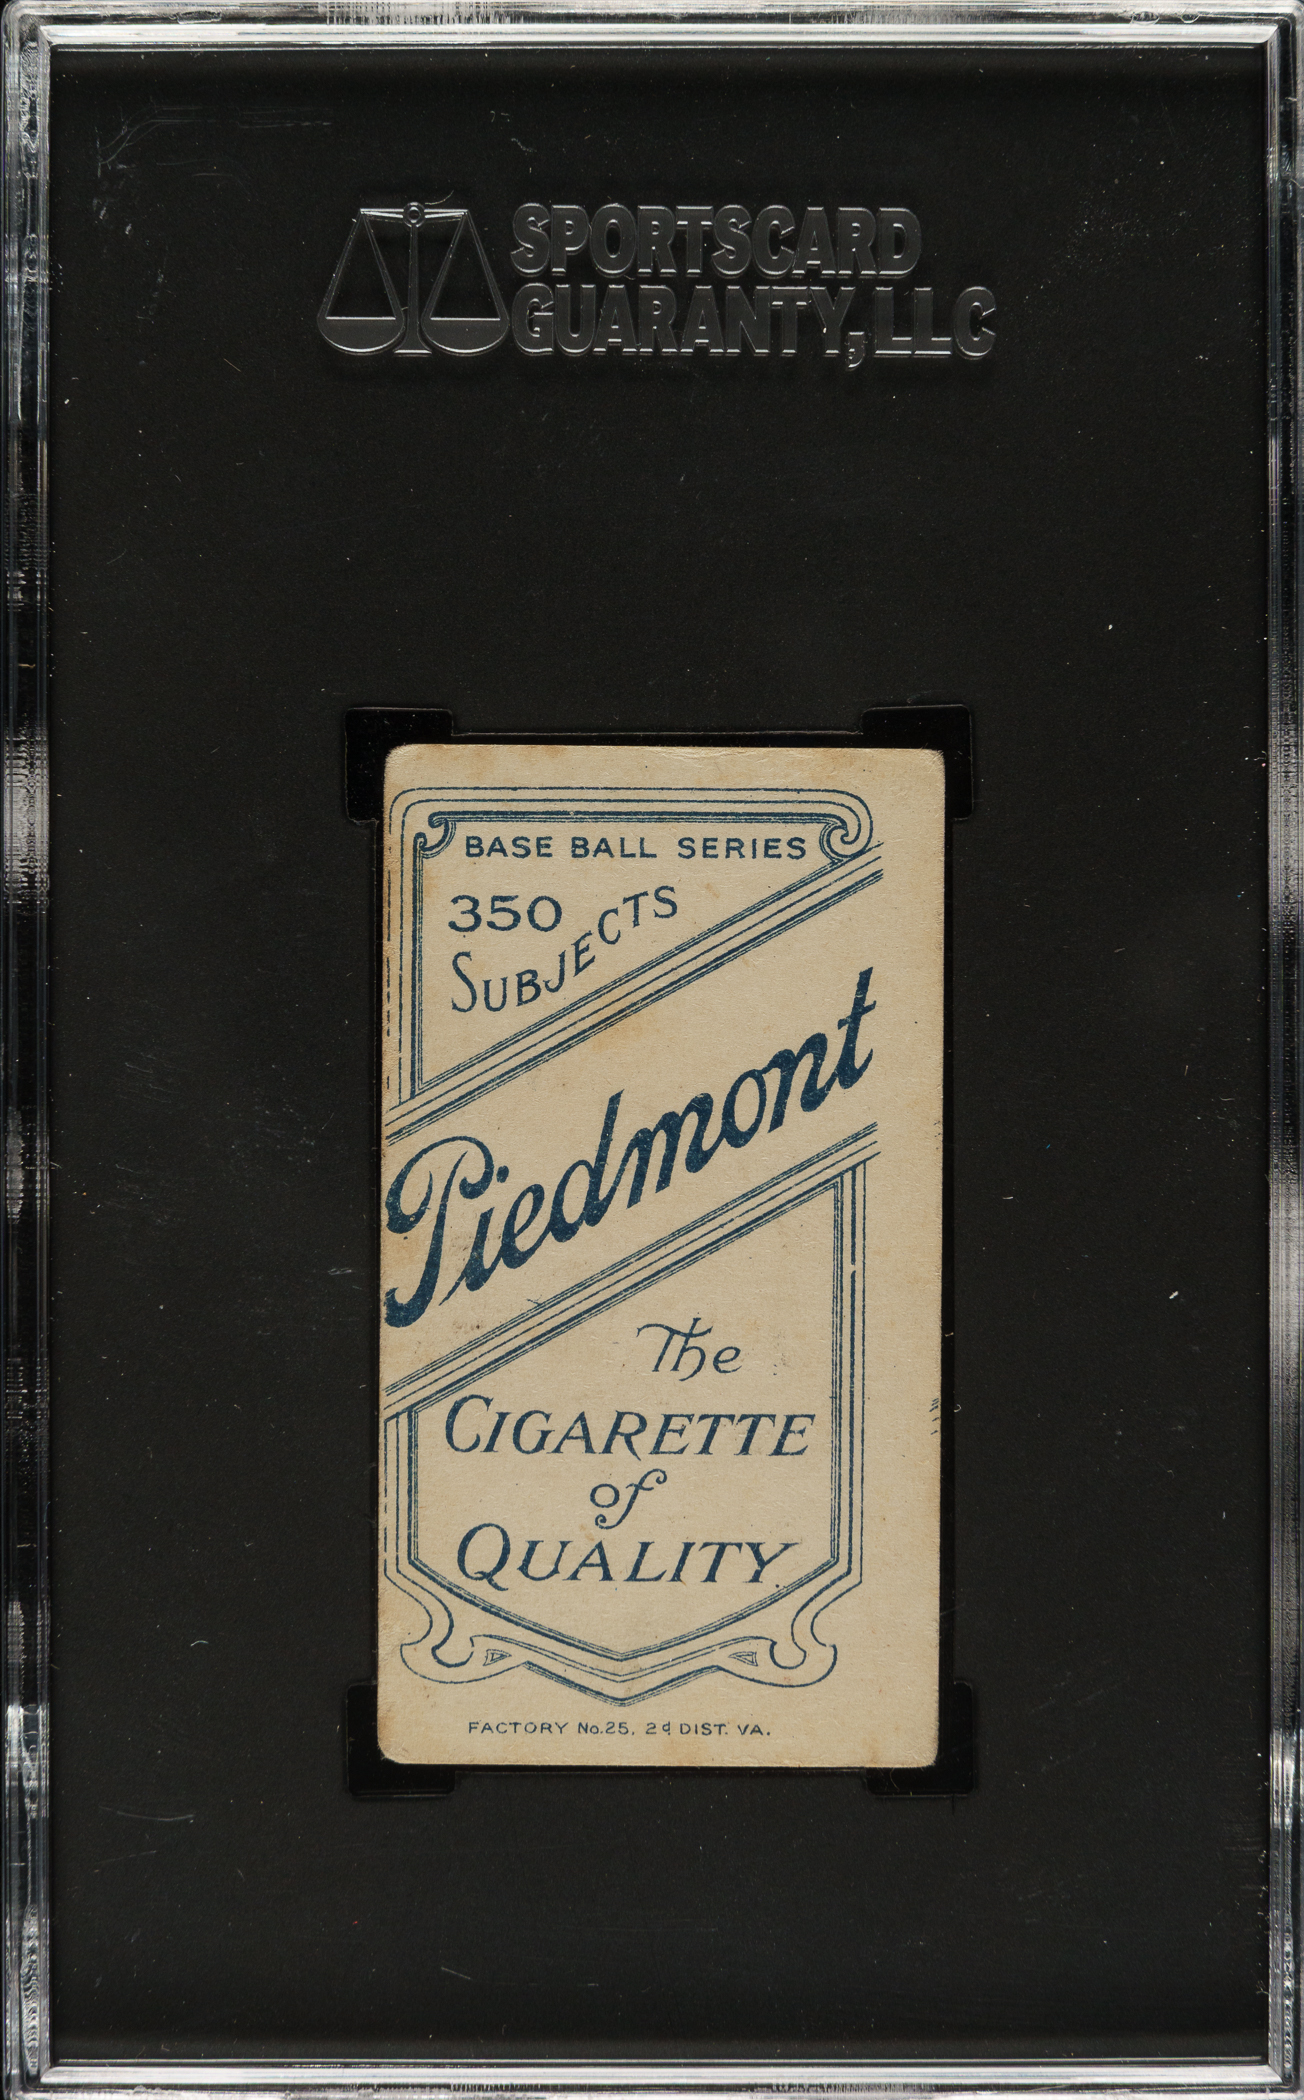 SPORTSCARD
GUARANTY, LLC
BASE BALL SERIES
350
SUBJECTS
Piedmont
The
CIGARETTE
of
QUALITY
FACTORY No.25, 2d DIST. VA.